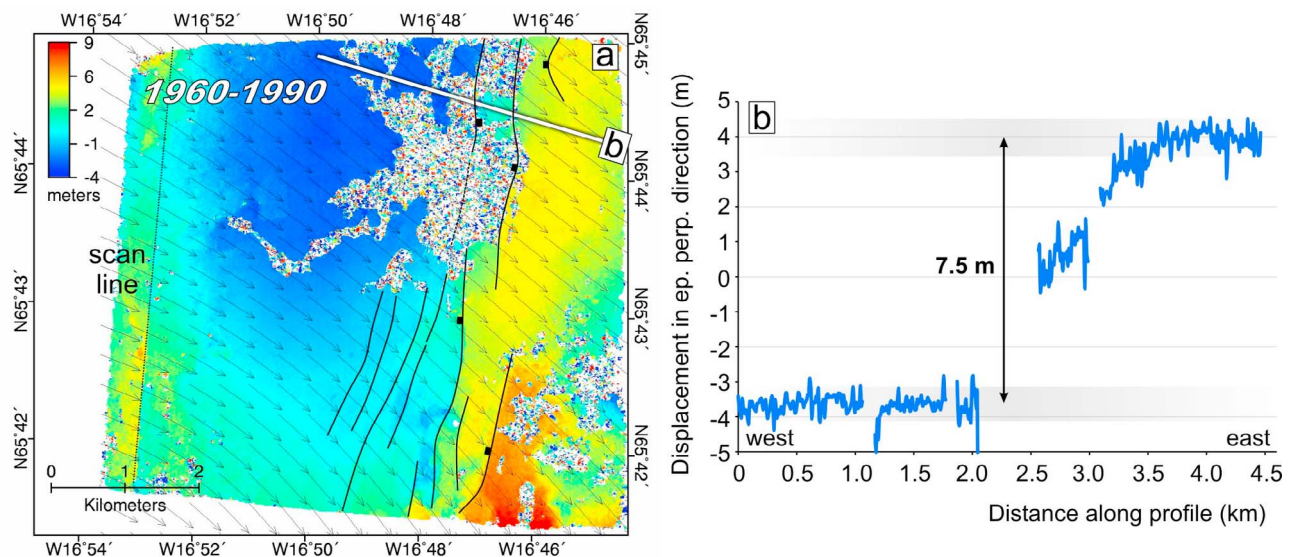 W16°54′ W16°52′ W16°50′ W16°48′ W16°46′
a
9
6
2
-1
-4
meters
1960-1990
b
scan
line
0 1 2
Kilometers
N65°44′
N65°43′
N65°42′
N65°45′
N65°44′
N65°43′
N65°42′
W16°54′ W16°52′ W16°50′ W16°48′ W16°46′
b
Displacement in ep. perp. direction (m)
5
4
3
2
1
0
-1
-2
-3
-4
-5
7.5 m
west east
0 0.5 1.0 1.5 2.0 2.5 3.0 3.5 4.0 4.5
Distance along profile (km)